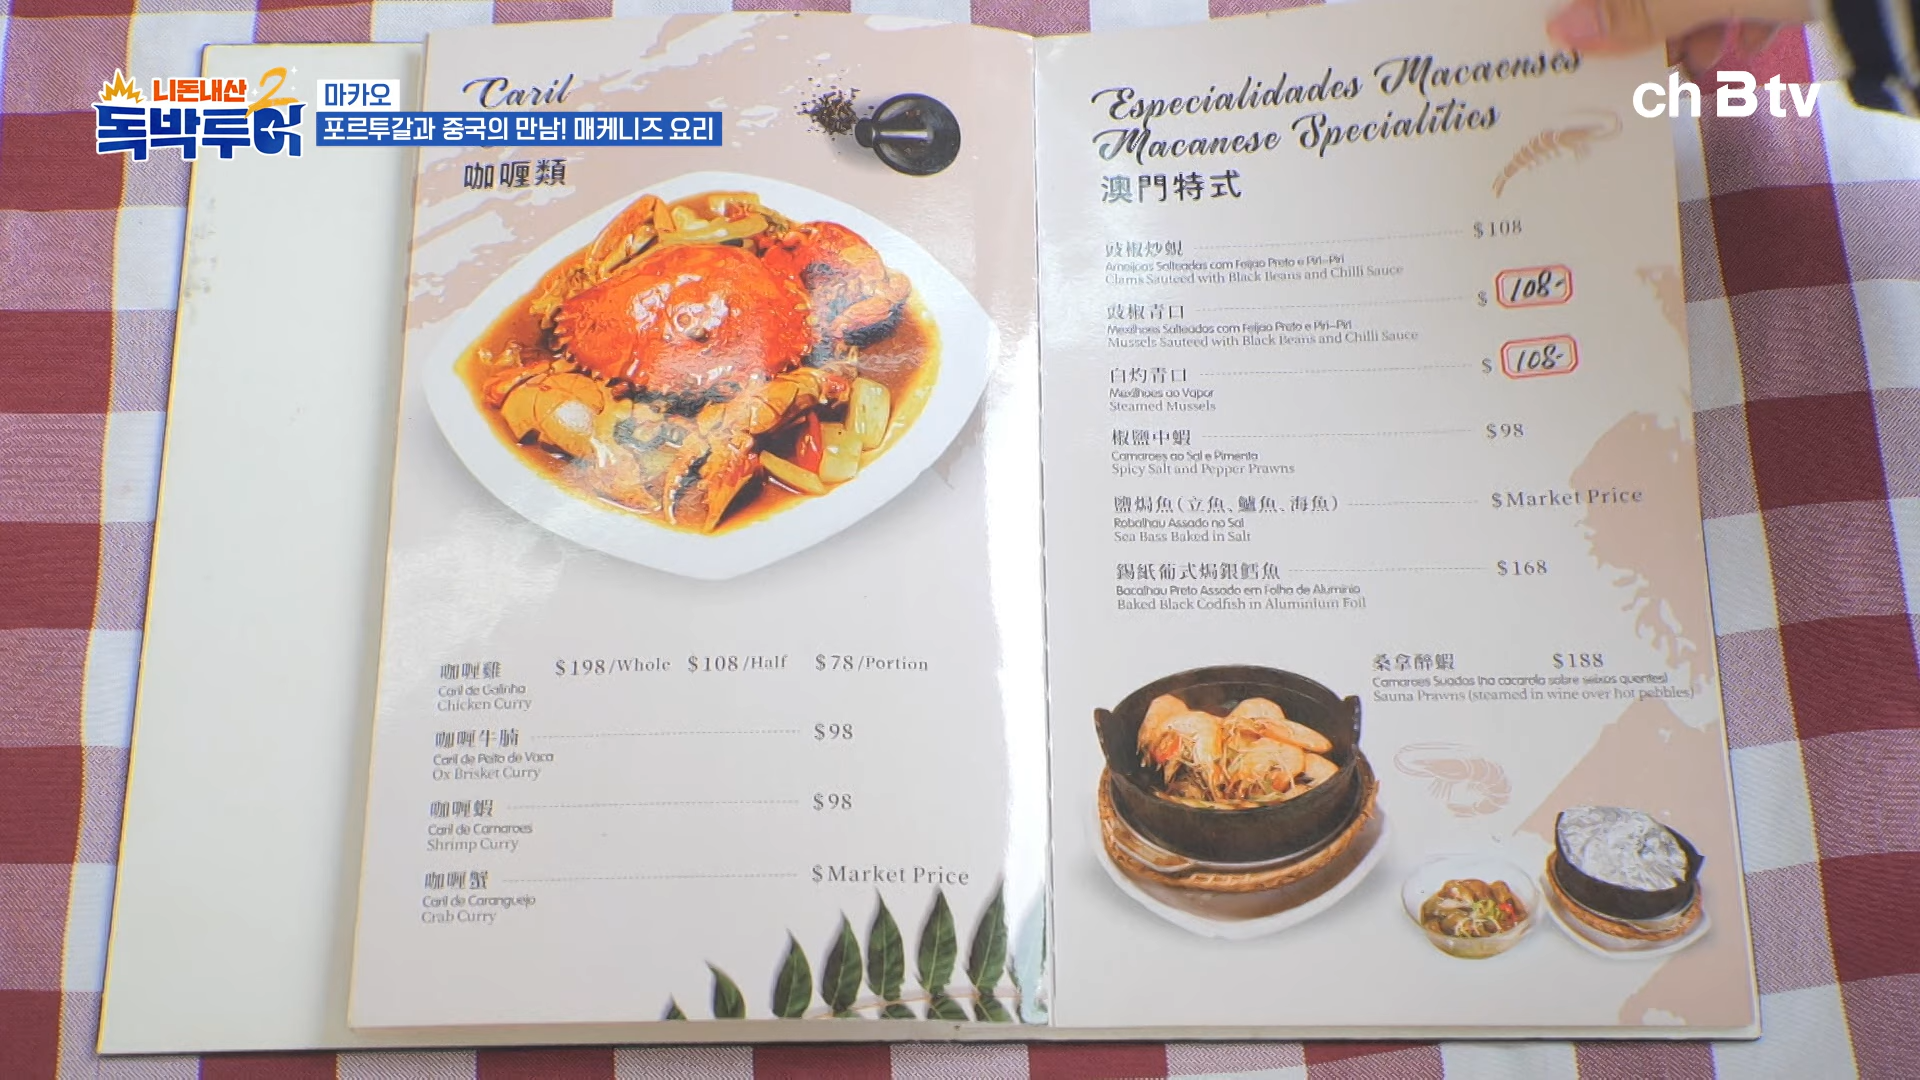 니돈내산
독박투어2
마카오
포르투갈과 중국의 만남! 매케니즈 요리
ch B tv
Caril
咖喱類
咖喱雞 $198/Whole $108/Half $78/Portion
Caril de Galinha
Chicken Curry
咖喱牛腩 $98
Caril de Peito de Vaca
Ox Brisket Curry
咖喱蝦 $98
Caril de Camaroes
Shrimp Curry
咖喱蟹 $Market Price
Caril de Caranguejo
Crab Curry
Especialidades Macaenses
Macanese Specialities
澳門特式
豉椒炒蜆 $108
Ameijoas Salteadas com Feijao Preto e Piri-Piri
Clams Sauteed with Black Beans and Chilli Sauce
豉椒青口 $108-
Mexilhoes Salteados com Feijao Preto e Piri-Piri
Mussels Sauteed with Black Beans and Chilli Sauce
白灼青口 $108-
Mexilhoes ao Vapor
Steamed Mussels
椒鹽中蝦 $98
Camaroes ao Sal e Pimenta
Spicy Salt and Pepper Prawns
鹽焗魚(立魚、鱸魚、海魚) $Market Price
Robalhau Assado no Sal
Sea Bass Baked in Salt
錫紙葡式焗銀鱈魚 $168
Bacalhau Preto Assado em Folha de Aluminio
Baked Black Codfish in Aluminium Foil
桑拿醉蝦 $188
Camaroes Suados (na cacarola sobre seixos quentes)
Sauna Prawns (steamed in wine over hot pebbles)